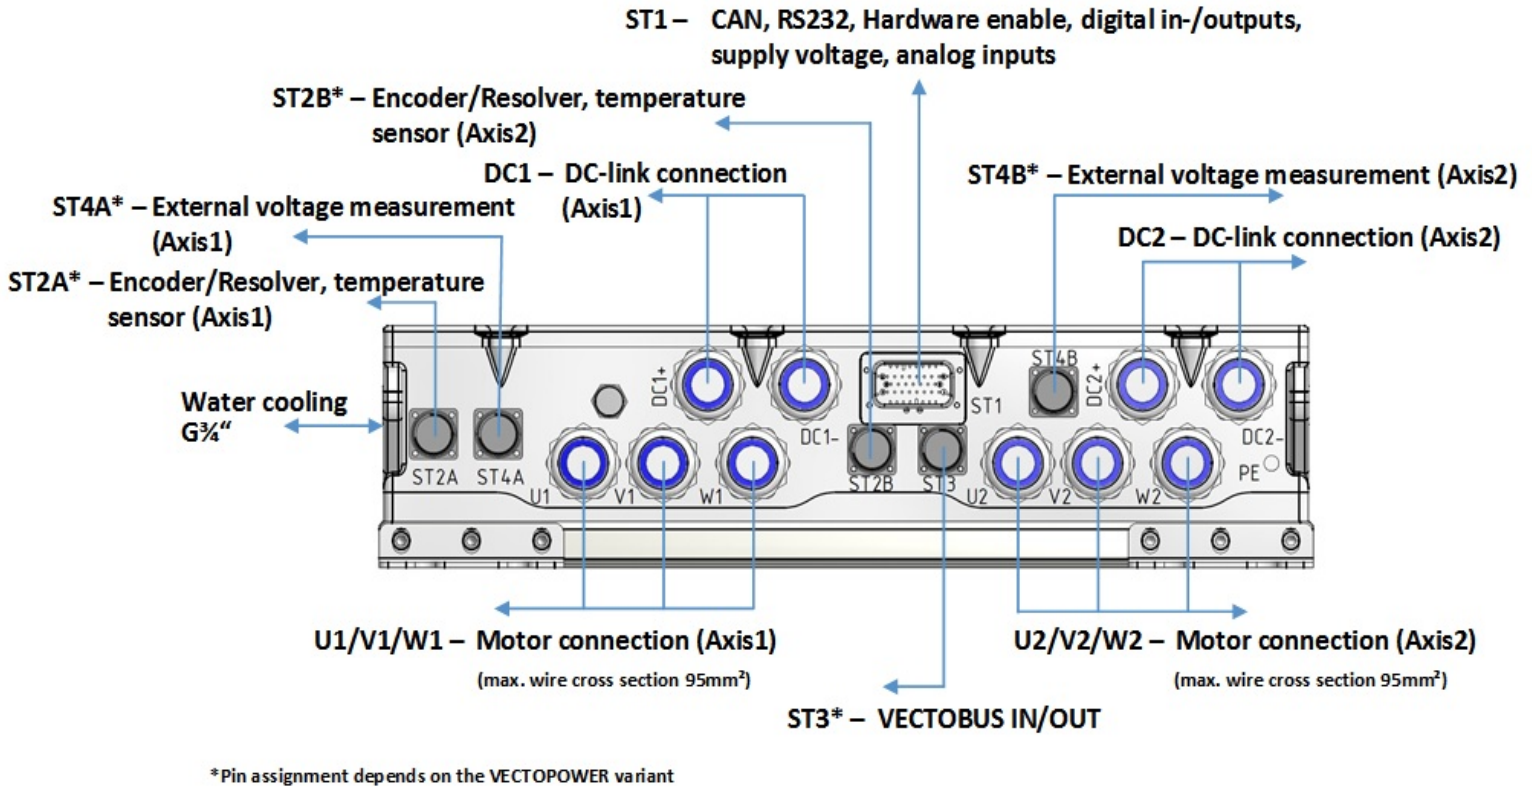 ST1 – CAN, RS232, Hardware enable, digital in-/outputs,
supply voltage, analog inputs
ST2B* – Encoder/Resolver, temperature
sensor (Axis2)
DC1 – DC-link connection
(Axis1)
ST4B* – External voltage measurement (Axis2)
ST4A* – External voltage measurement
(Axis1)
DC2 – DC-link connection (Axis2)
ST2A* – Encoder/Resolver, temperature
sensor (Axis1)
Water cooling
G¾“
DC1+
ST4B
DC2+
ST1
DC1-
DC2-
ST2A
ST4A
ST2B
ST3
PE
U1
V1
W1
U2
V2
W2
U1/V1/W1 – Motor connection (Axis1)
(max. wire cross section 95mm²)
U2/V2/W2 – Motor connection (Axis2)
(max. wire cross section 95mm²)
ST3* – VECTOBUS IN/OUT
*Pin assignment depends on the VECTOPOWER variant